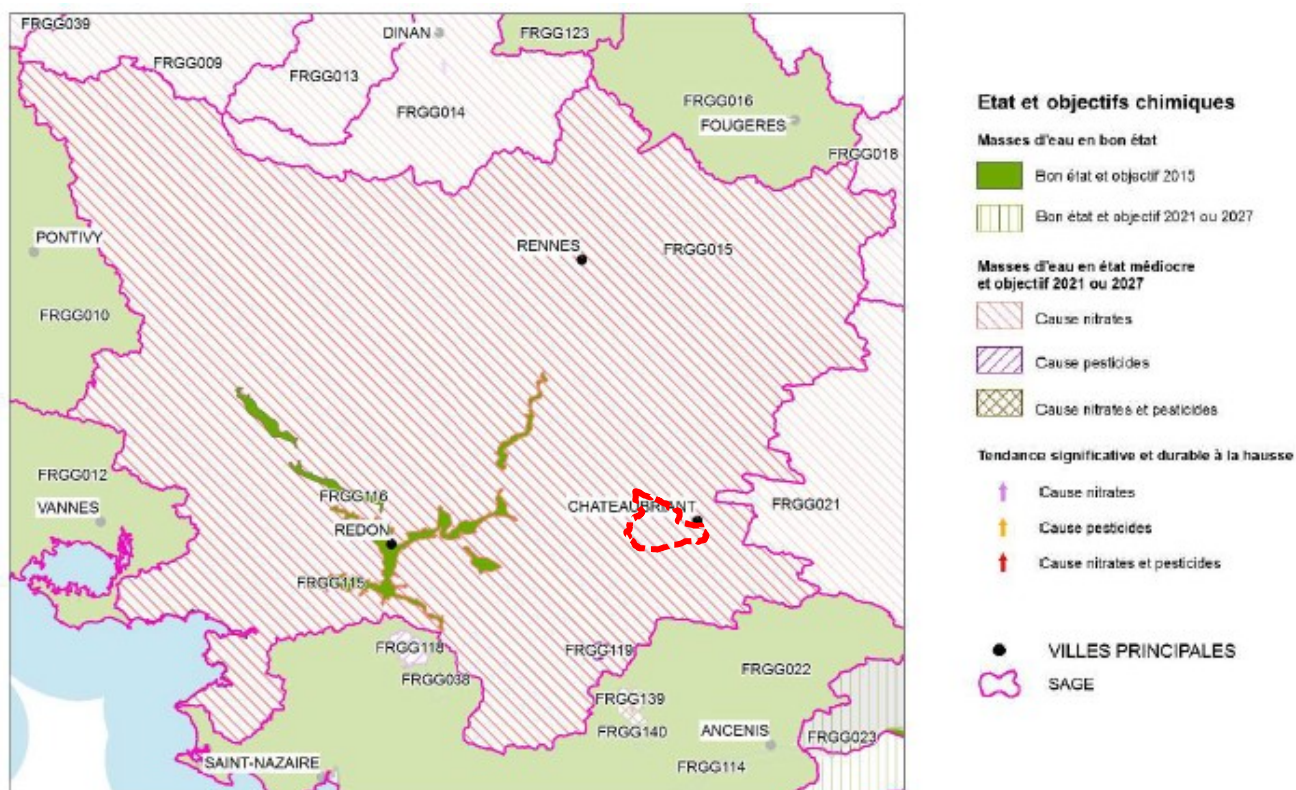 FRGG039
DINAN
FRGG123
FRGG009
FRGG013
FRGG014
FRGG016
FOUGERES
FRGG018
PONTIVY
RENNES
FRGG015
FRGG010
FRGG012
VANNES
FRGG116
REDON
CHATEAUBRIANT
FRGG021
FRGG115
FRGG118
FRGG038
FRGG119
FRGG022
FRGG139
FRGG140
ANCENIS
FRGG023
SAINT-NAZAIRE
FRGG114
Etat et objectifs chimiques
Masses d'eau en bon état
Bon état et objectif 2015
Bon état et objectif 2021 ou 2027
Masses d'eau en état médiocre
et objectif 2021 ou 2027
Cause nitrates
Cause pesticides
Cause nitrates et pesticides
Tendance significative et durable à la hausse
Cause nitrates
Cause pesticides
Cause nitrates et pesticides
VILLES PRINCIPALES
SAGE